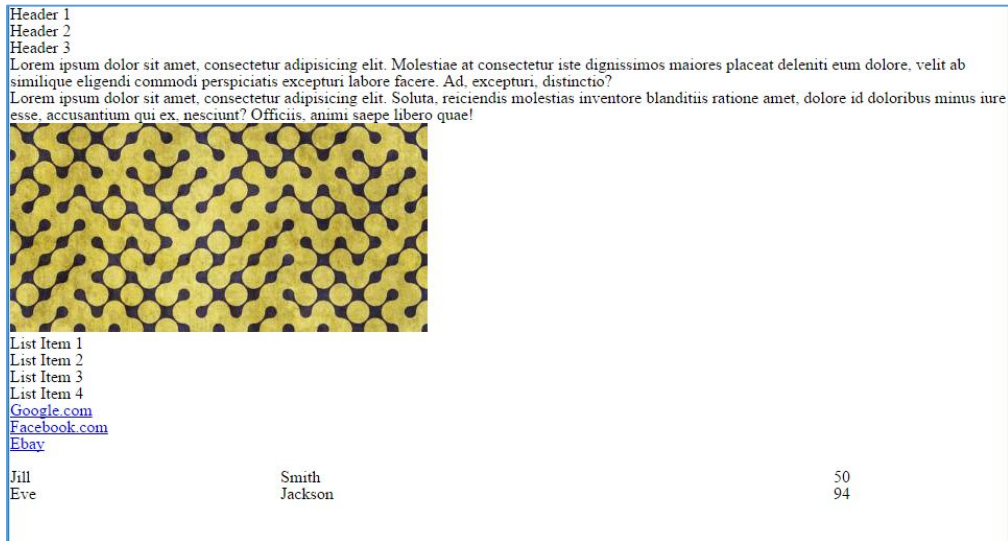 Header 1
Header 2
Header 3
Lorem ipsum dolor sit amet, consectetur adipisicing elit. Molestiae at consectetur iste dignissimos maiores placeat deleniti eum dolore, velit ab
similique eligendi commodi perspiciatis excepturi labore facere. Ad, excepturi, distinctio?
Lorem ipsum dolor sit amet, consectetur adipisicing elit. Soluta, reiciendis molestias inventore blanditiis ratione amet, dolore id doloribus minus iure
esse, accusantium qui ex, nesciunt? Officiis, animi saepe libero quae!
List Item 1
List Item 2
List Item 3
List Item 4
Google.com
Facebook.com
Ebay
Jill Smith 50
Eve Jackson 94